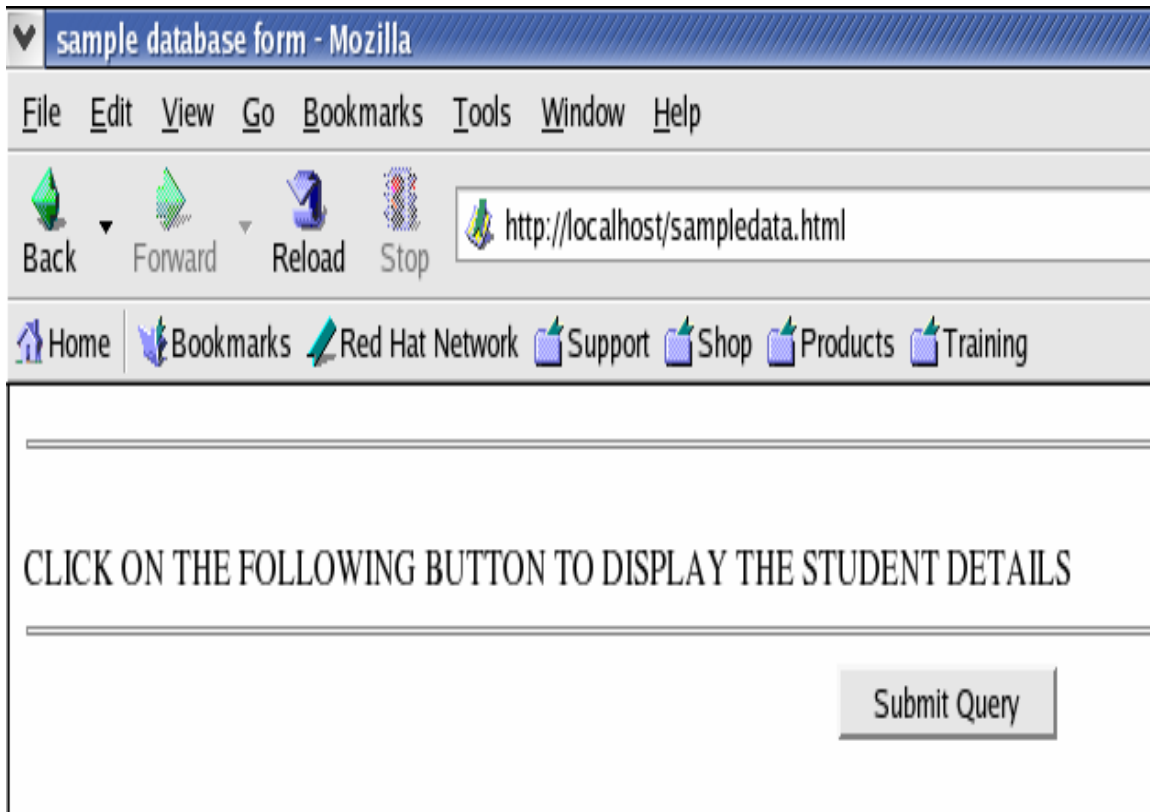 sample database form - Mozilla
File Edit View Go Bookmarks Tools Window Help
Back Forward Reload Stop http://localhost/sampledata.html
Home Bookmarks Red Hat Network Support Shop Products Training
CLICK ON THE FOLLOWING BUTTON TO DISPLAY THE STUDENT DETAILS
Submit Query